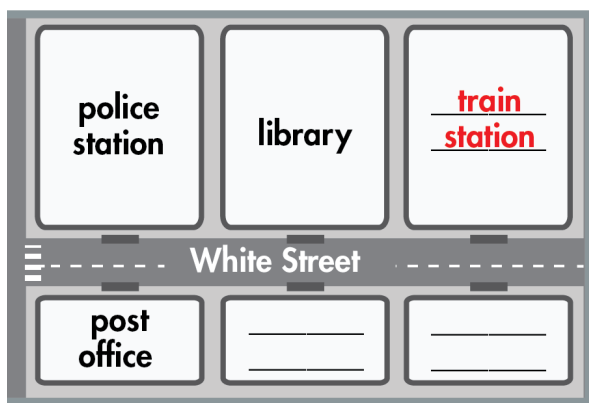 police
station
library
train
station
White Street
post
office